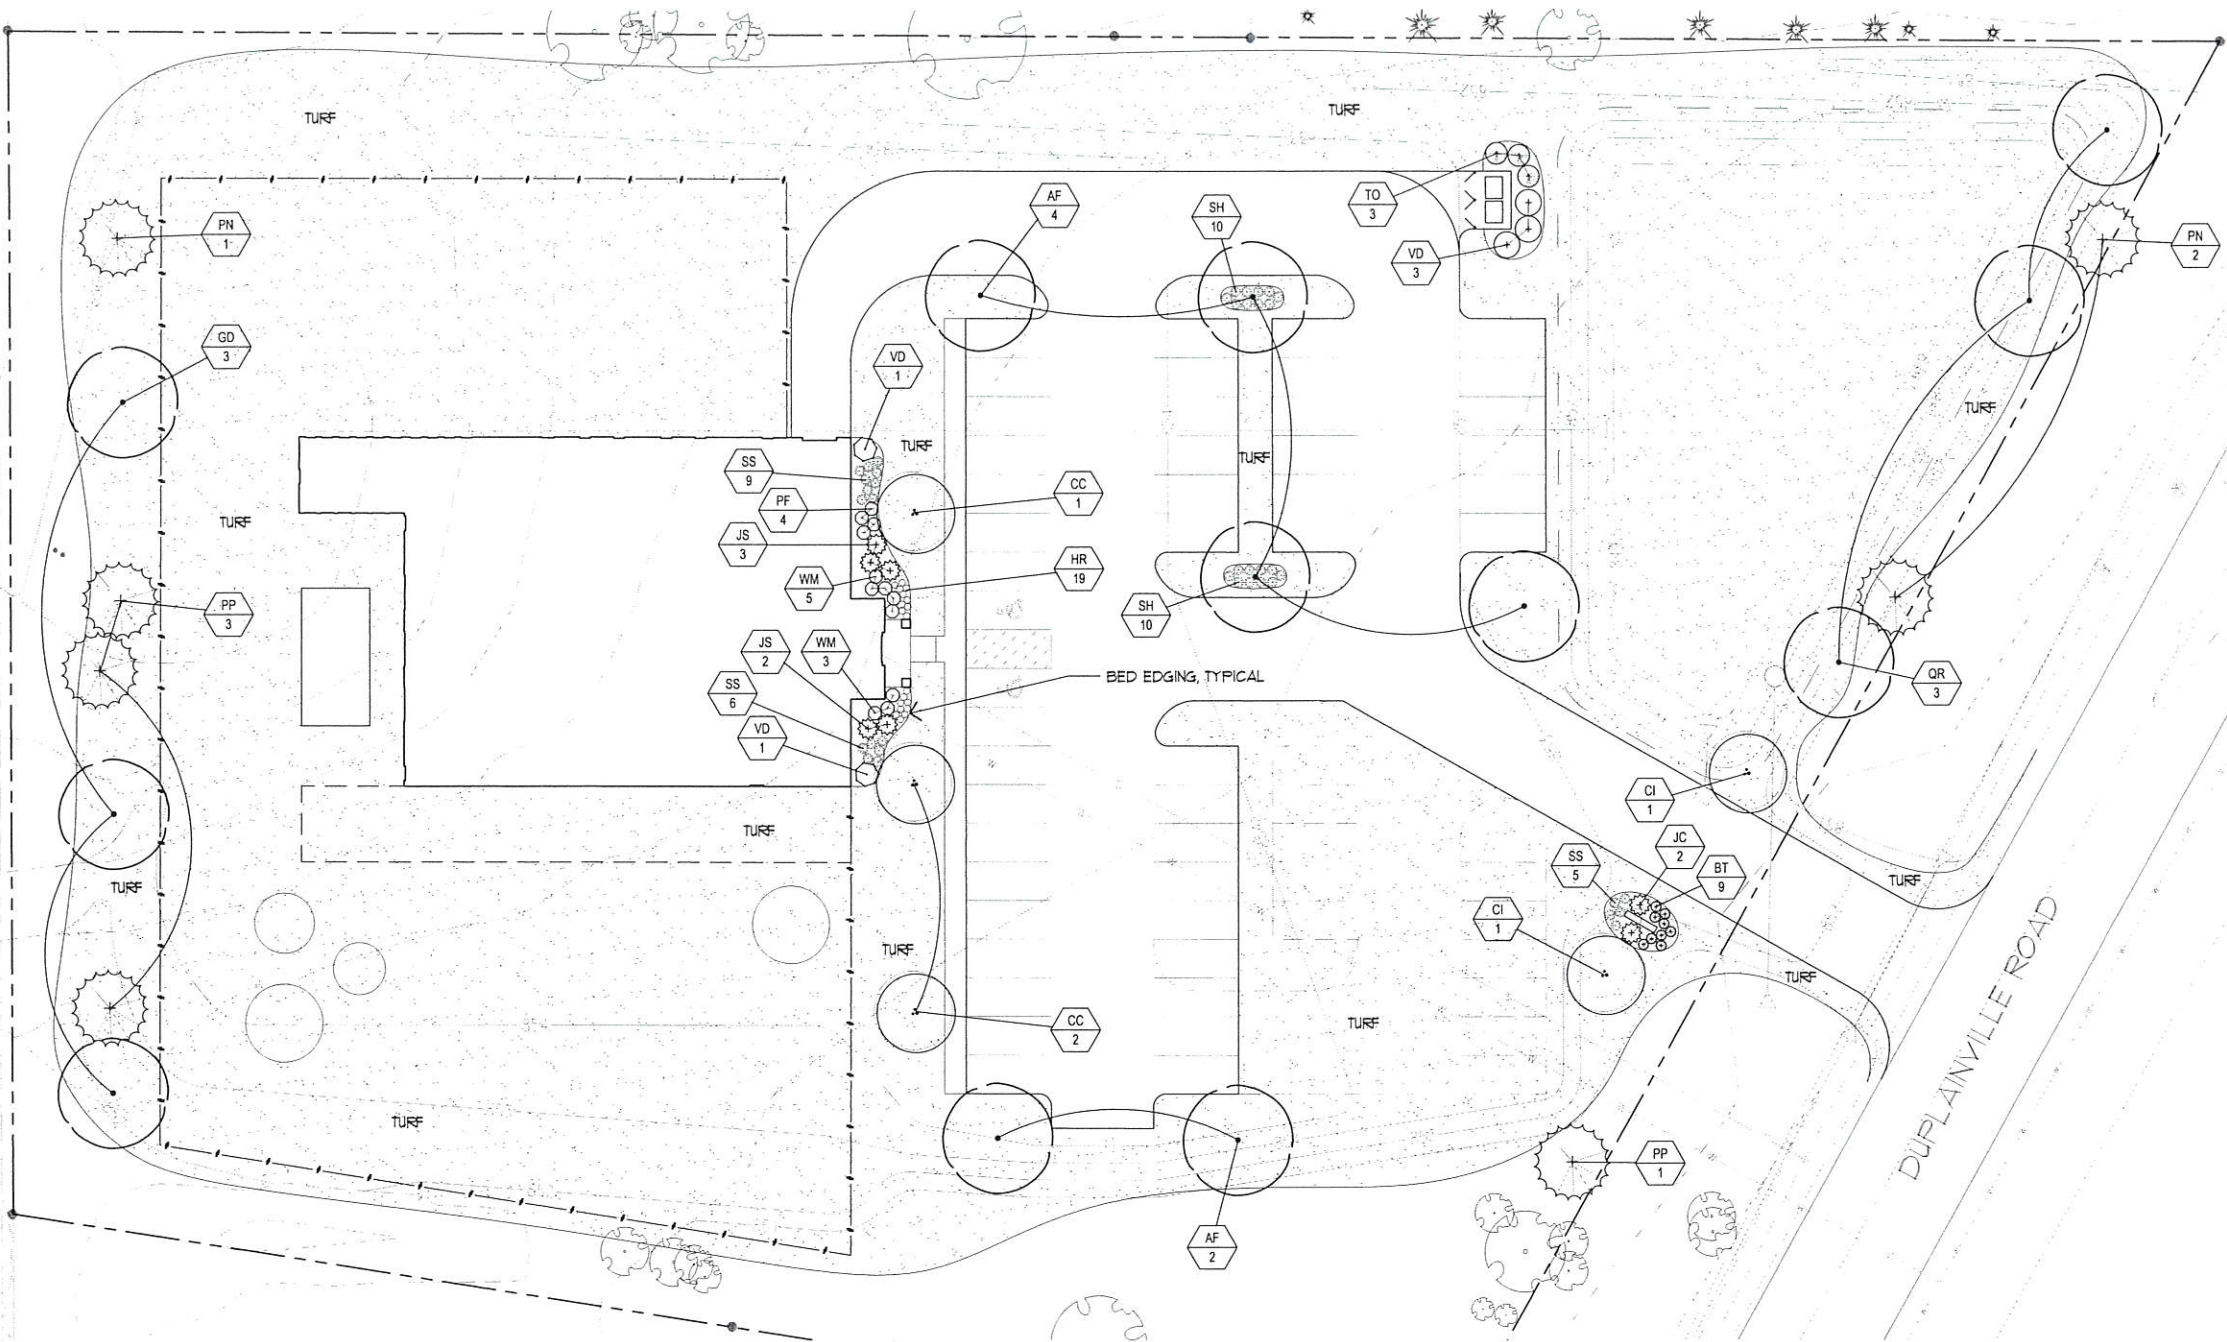 TURF
TURF
PN
1
AF
4
SH
10
TO
3
VD
3
PN
2
GD
3
VD
1
TURF
TURF
TURF
SS
9
PF
4
CC
1
TURF
JS
3
HR
19
WM
5
PP
3
SH
10
JS
2
WM
3
SS
6
BED EDGING, TYPICAL
QR
3
VD
1
CI
1
TURF
JC
2
SS
5
BT
9
TURF
TURF
CI
1
TURF
TURF
CC
2
TURF
TURF
DUPLAINVILLE ROAD
PP
1
AF
2